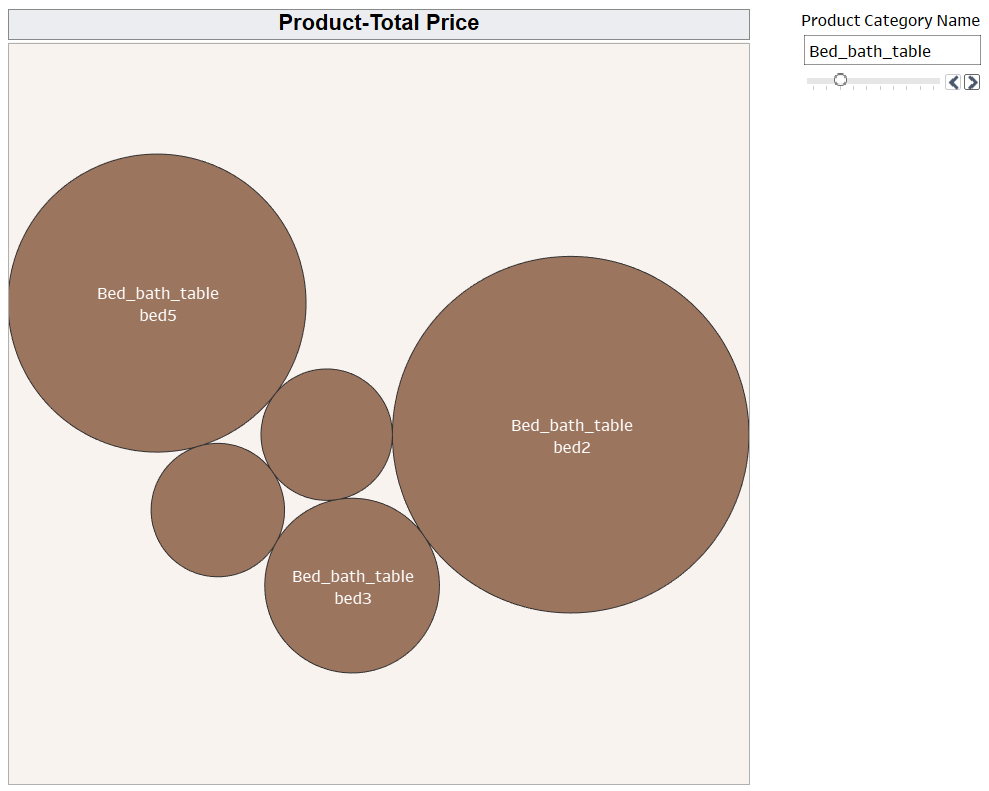 Product-Total Price
Product Category Name
Bed_bath_table
Bed_bath_table
bed5
Bed_bath_table
bed2
Bed_bath_table
bed3